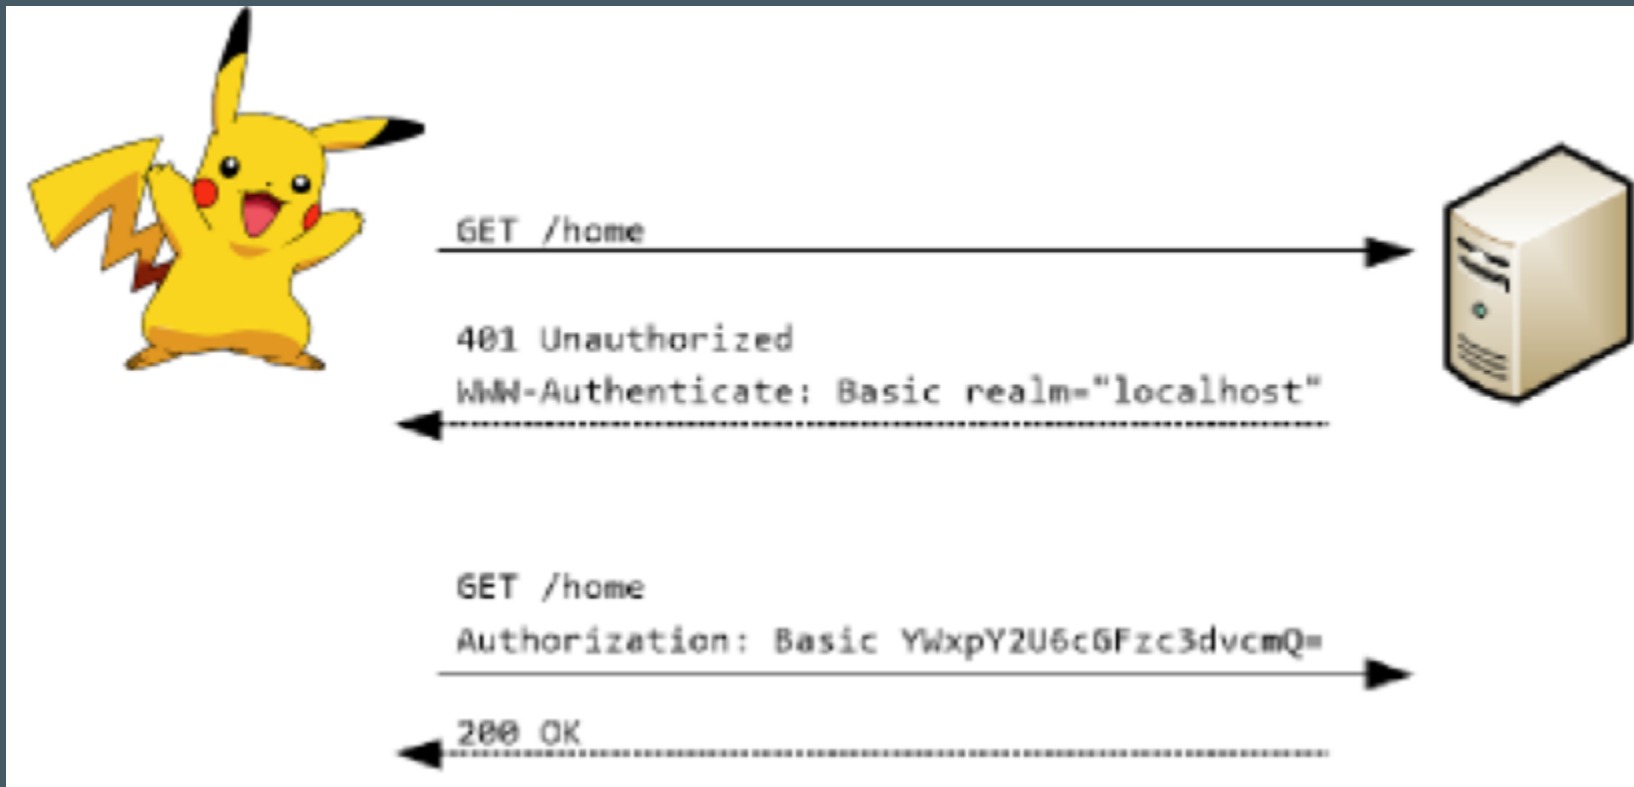 GET /home
401 Unauthorized
WWW-Authenticate: Basic realm="localhost"
GET /home
Authorization: Basic YWxpY2U6cGFzc3dvcmQ=
200 OK